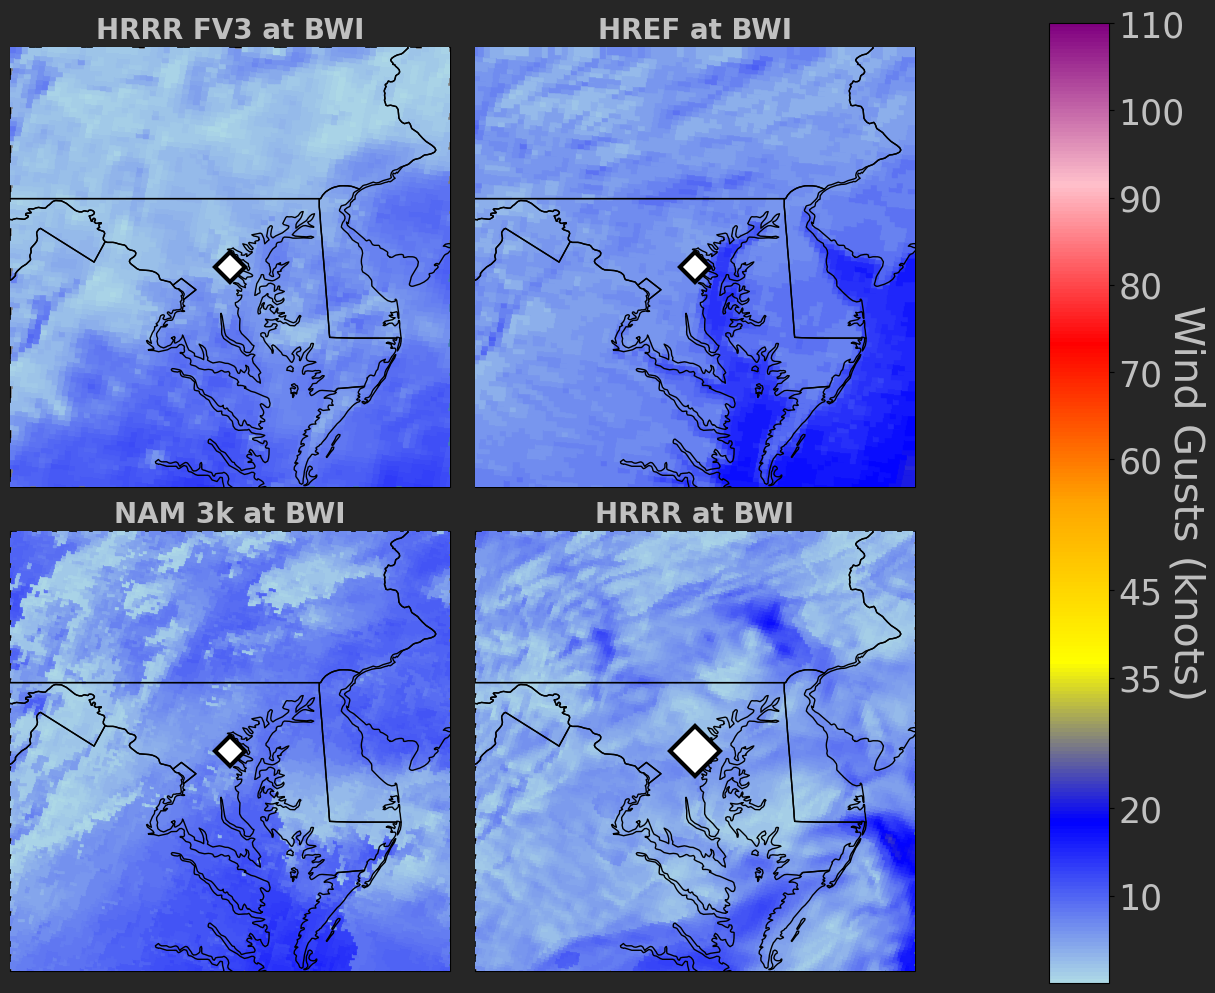 HRRR FV3 at BWI
HREF at BWI
NAM 3k at BWI
HRRR at BWI
110
100
90
80
70
60
45
35
20
10
Wind Gusts (knots)